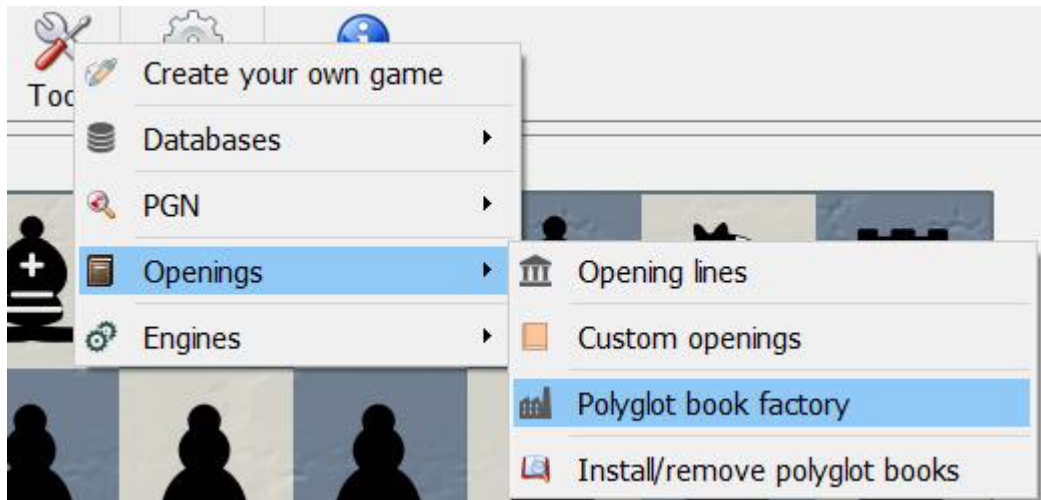 Create your own game
Databases
PGN
Openings
Engines
Opening lines
Custom openings
Polyglot book factory
Install/remove polyglot books